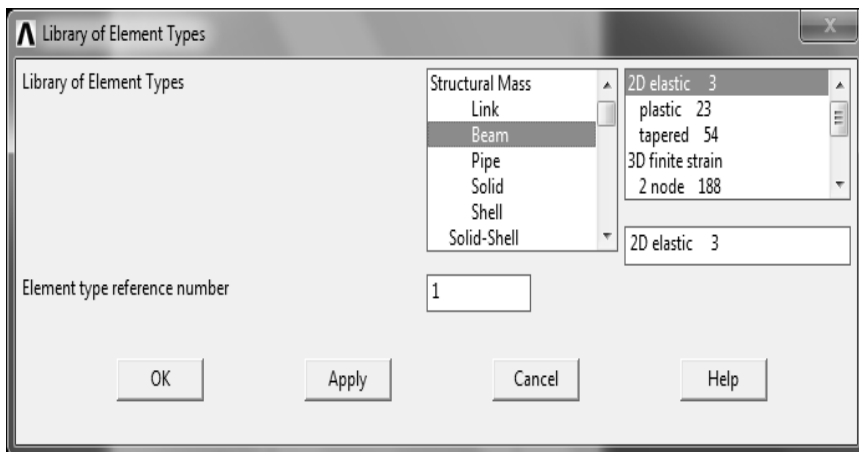 Library of Element Types
X
Library of Element Types
Structural Mass
Link
Beam
Pipe
Solid
Shell
Solid-Shell
2D elastic 3
plastic 23
tapered 54
3D finite strain
2 node 188
2D elastic 3
Element type reference number
1
OK
Apply
Cancel
Help